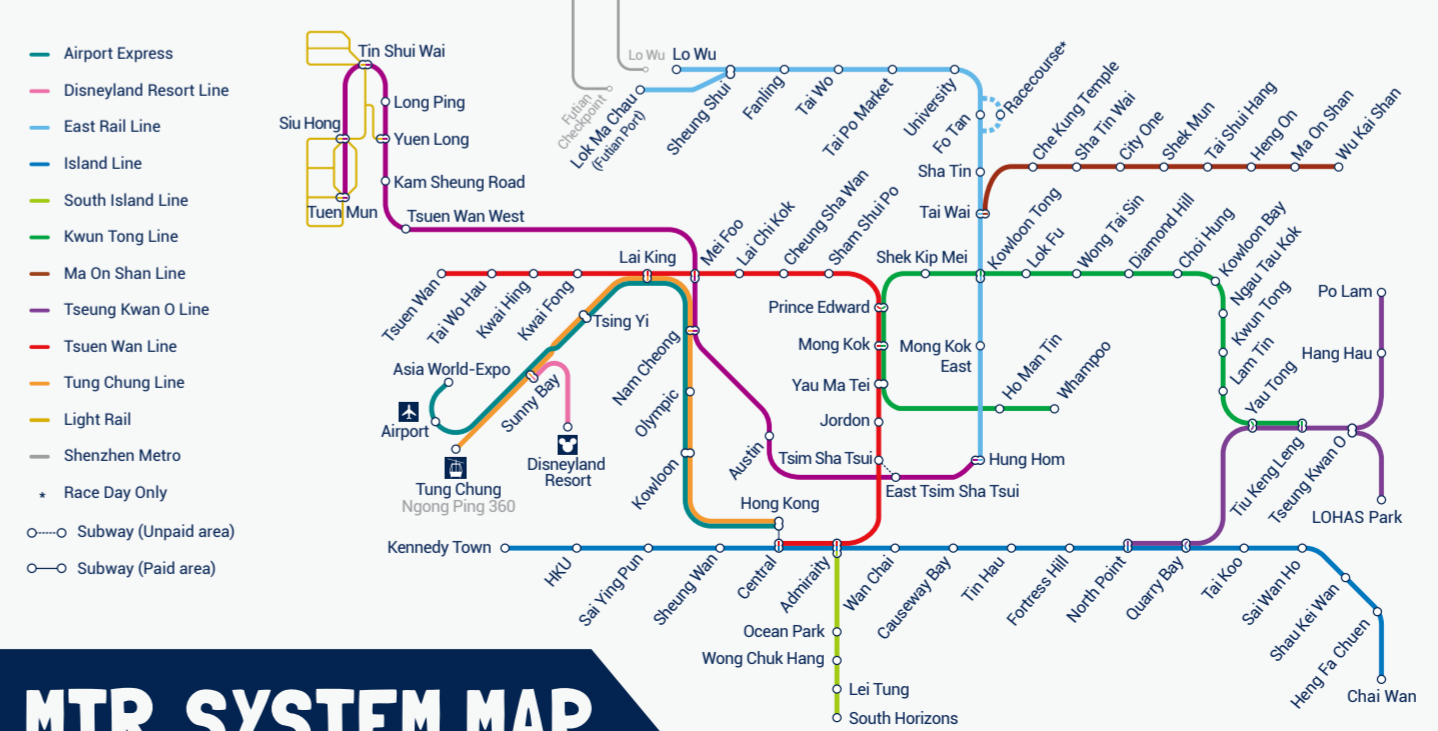 Airport Express
Disneyland Resort Line
East Rail Line
Island Line
South Island Line
Kwun Tong Line
Ma On Shan Line
Tseung Kwan O Line
Tsuen Wan Line
Tung Chung Line
Light Rail
Shenzhen Metro
* Race Day Only
Subway (Unpaid area)
Subway (Paid area)
Tin Shui Wai
Long Ping
Siu Hong
Yuen Long
Kam Sheung Road
Tuen Mun
Tsuen Wan West
Futian
Checkpoint
Lo Wu
Lo Wu
Lok Ma Chau
(Futian Port)
Sheung Shui
Fanling
Tai Wo
Tai Po Market
University
Fo Tan
Racecourse*
Sha Tin
Tai Wai
Che Kung Temple
Sha Tin Wai
City One
Shek Mun
Tai Shui Hang
Heng On
Ma On Shan
Wu Kai Shan
Tsuen Wan
Tai Wo Hau
Kwai Hing
Kwai Fong
Lai King
Mei Foo
Lai Chi Kok
Cheung Sha Wan
Sham Shui Po
Shek Kip Mei
Kowloon Tong
Lok Fu
Wong Tai Sin
Diamond Hill
Choi Hung
Kowloon Bay
Ngau Tau Kok
Kwun Tong
Lam Tin
Yau Tong
Po Lam
Hang Hau
Tsing Yi
Asia World-Expo
Airport
Sunny Bay
Disneyland
Resort
Tung Chung
Ngong Ping 360
Nam Cheong
Olympic
Kowloon
Austin
Prince Edward
Mong Kok
Mong Kok
East
Yau Ma Tei
Jordon
Tsim Sha Tsui
East Tsim Sha Tsui
Hung Hom
Ho Man Tin
Whampoo
Tiu Keng Leng
Tseung Kwan O
LOHAS Park
Hong Kong
Kennedy Town
HKU
Sai Ying Pun
Sheung Wan
Central
Admiraity
Wan Chai
Causeway Bay
Tin Hau
Fortress Hill
North Point
Quarry Bay
Tai Koo
Sai Wan Ho
Shau Kei Wan
Heng Fa Chuen
Chai Wan
Ocean Park
Wong Chuk Hang
Lei Tung
South Horizons
MTR SYSTEM MAP